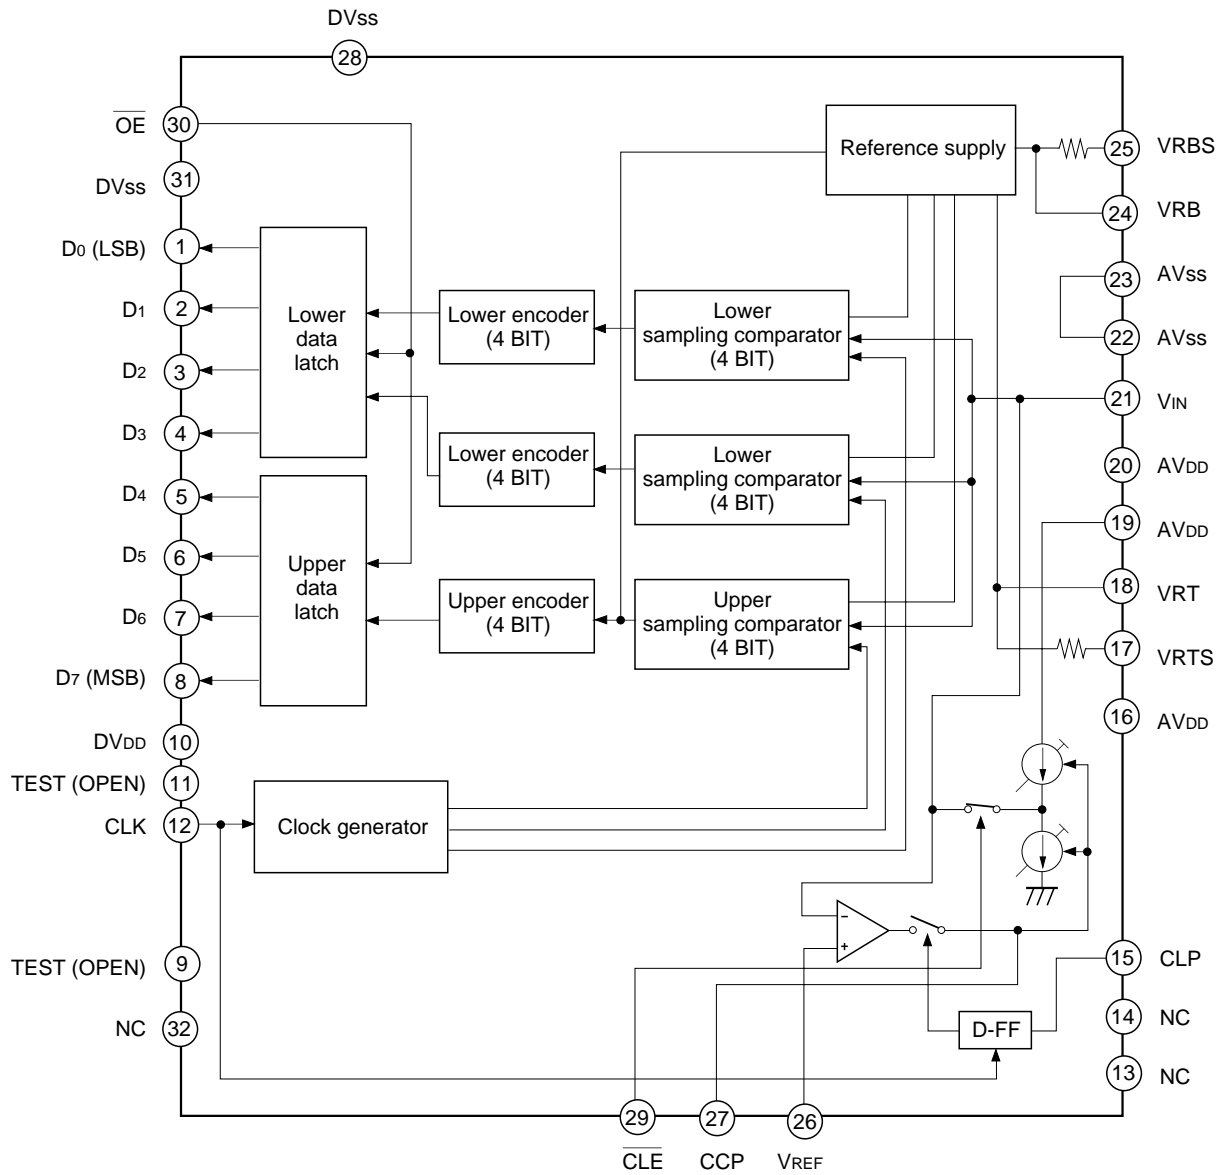 DVss
28
OE
30
DVss
31
D0 (LSB)
1
D1
2
D2
3
D3
4
D4
5
D5
6
D6
7
D7 (MSB)
8
DVDD
10
TEST (OPEN)
11
CLK
12
TEST (OPEN)
9
NC
32
Lower
data
latch
Upper
data
latch
Clock generator
Lower encoder
(4 BIT)
Lower encoder
(4 BIT)
Upper encoder
(4 BIT)
Reference supply
Lower
sampling comparator
(4 BIT)
Lower
sampling comparator
(4 BIT)
Upper
sampling comparator
(4 BIT)
−
+
D-FF
25
VRBS
24
VRB
23
AVss
22
AVss
21
VIN
20
AVDD
19
AVDD
18
VRT
17
VRTS
16
AVDD
15
CLP
14
NC
13
NC
29
CLE
27
CCP
26
VREF